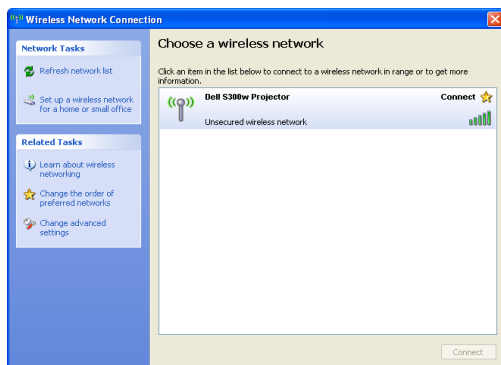 Wireless Network Connection
Network Tasks
Refresh network list
Set up a wireless network
for a home or small office
Related Tasks
Learn about wireless
networking
Change the order of
preferred networks
Change advanced
settings
Choose a wireless network
Click an item in the list below to connect to a wireless network in range or to get more
information.
Dell S300w Projector
Connect
Unsecured wireless network
Connect